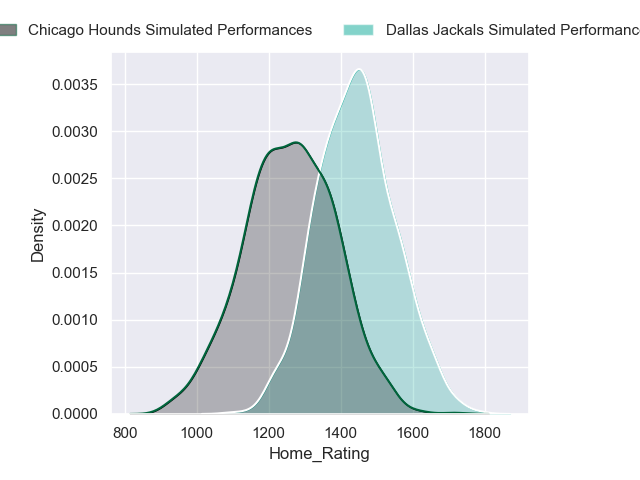 Chicago Hounds Simulated Performances Dallas Jackals Simulated Performanc
0.0035
0.0030
0.0025
0.0020
0.0015
0.0010
0.0005
0.0000
Density
800 1000 1200 1400 1600 1800
Home_Rating